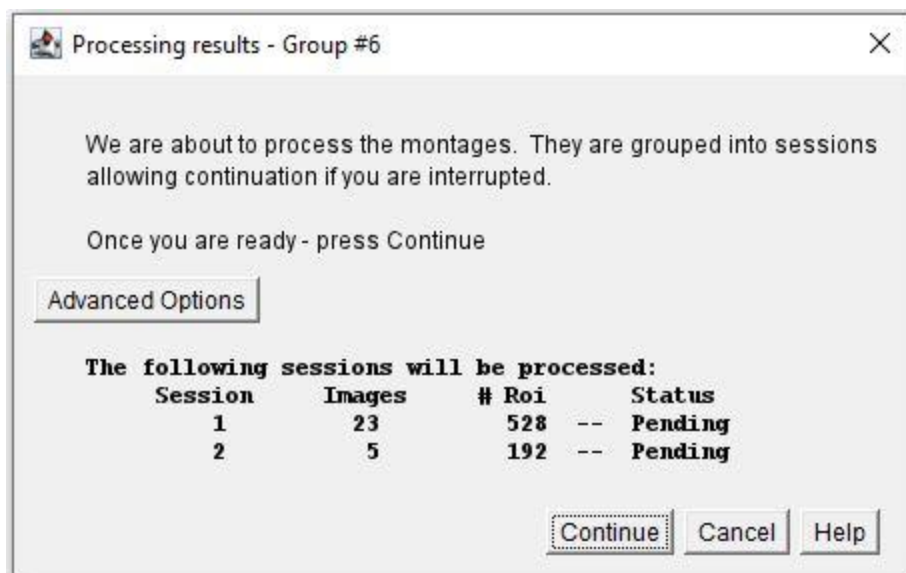 Processing results - Group #6
We are about to process the montages.  They are grouped into sessions
allowing continuation if you are interrupted.
Once you are ready - press Continue
Advanced Options
The following sessions will be processed:
Session Images # Roi Status
1 23 528 -- Pending
2 5 192 -- Pending
Continue Cancel Help